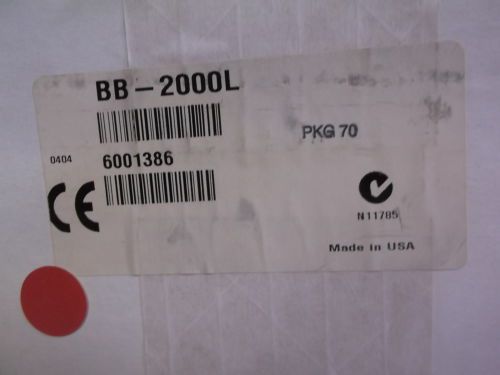 BB-2000L
PKG 70
0404 6001386
CE
N11785
Made in USA